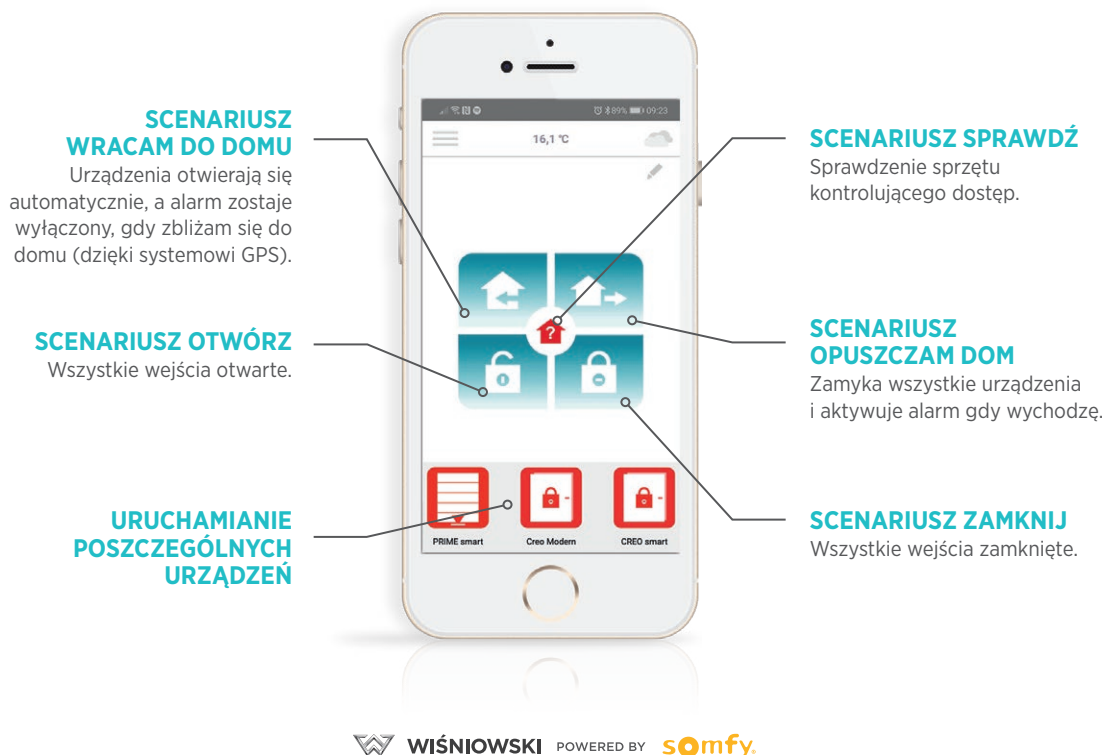 SCENARIUSZ
WRACAM DO DOMU
Urządzenia otwierają się
automatycznie, a alarm zostaje
wyłączony, gdy zbliżam się do
domu (dzięki systemowi GPS).
SCENARIUSZ OTWÓRZ
Wszystkie wejścia otwarte.
URUCHAMIANIE
POSZCZEGÓLNYCH
URZĄDZEŃ
89% 09:23
16,1 °C
?
PRIME smart
Creo Modern
CREO smart
SCENARIUSZ SPRAWDŹ
Sprawdzenie sprzętu
kontrolującego dostęp.
SCENARIUSZ
OPUSZCZAM DOM
Zamyka wszystkie urządzenia
i aktywuje alarm gdy wychodzę.
SCENARIUSZ ZAMKNIJ
Wszystkie wejścia zamknięte.
WIŚNIOWSKI POWERED BY somfy.